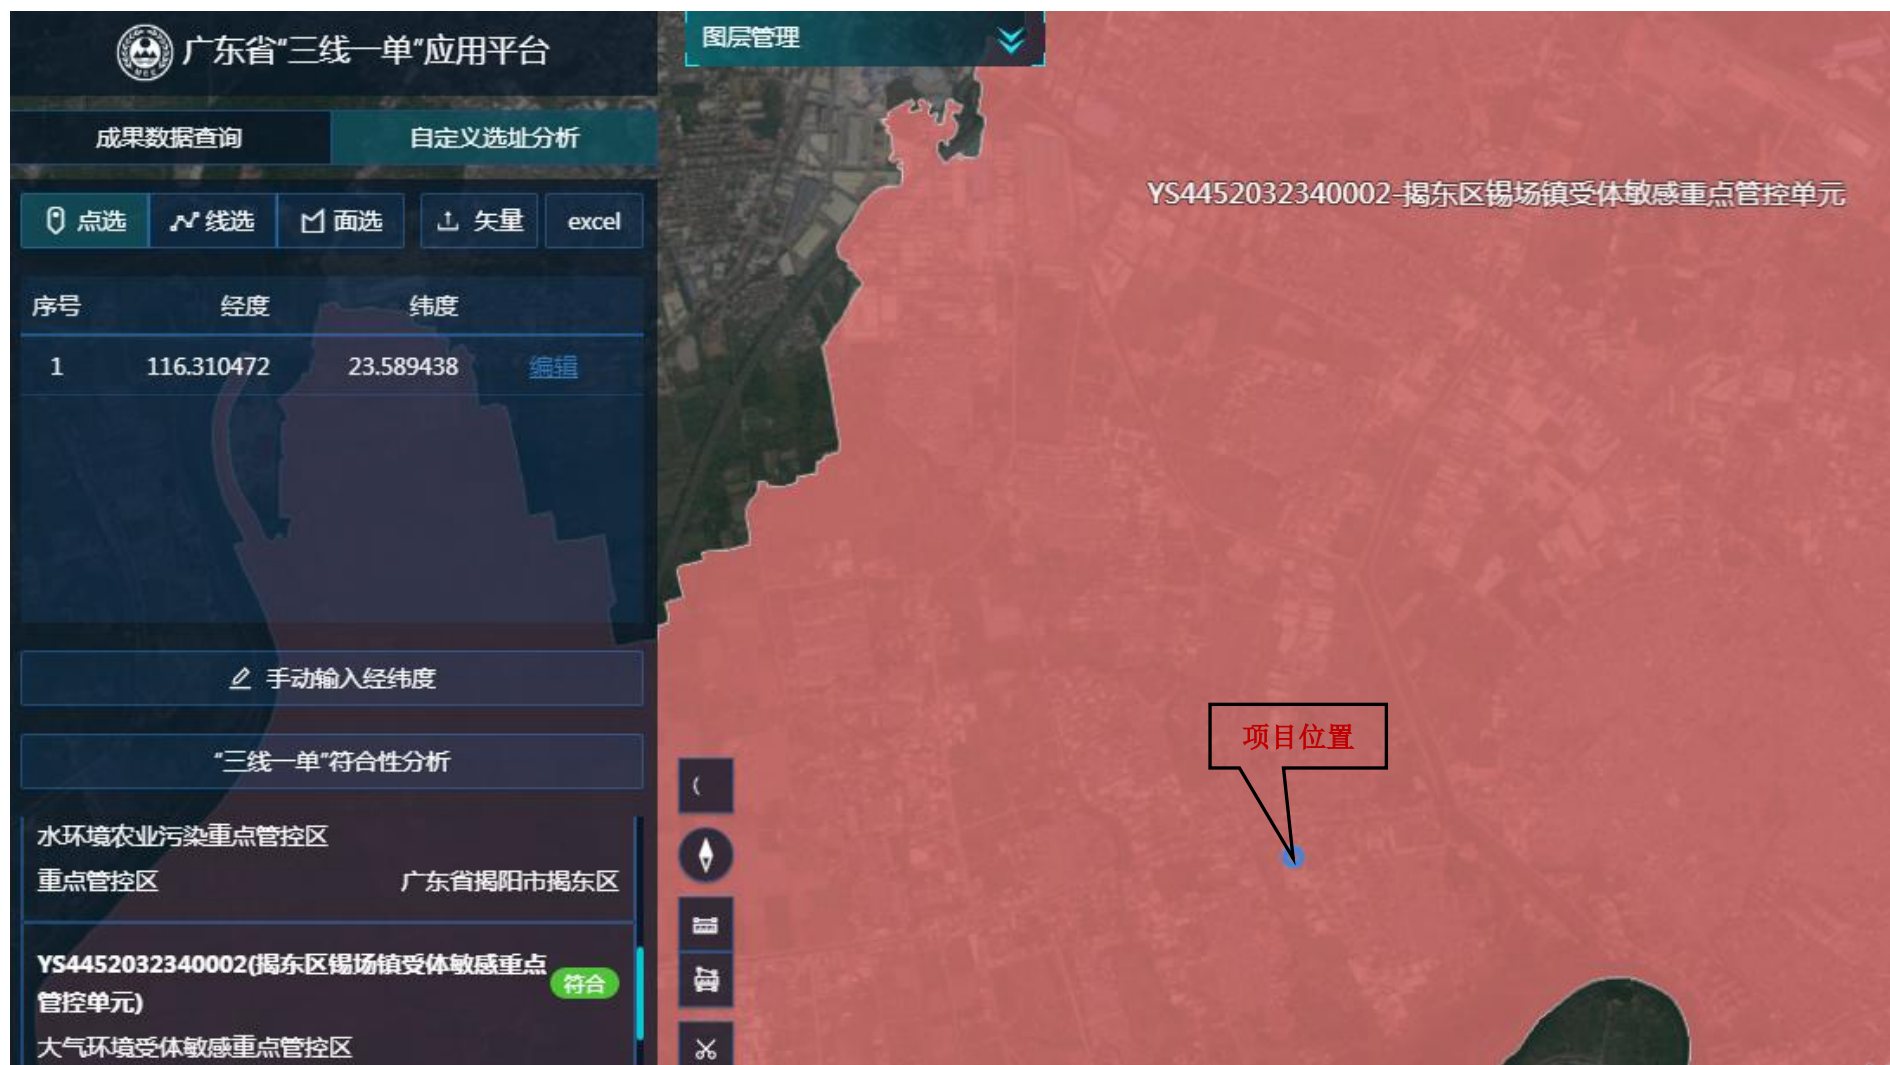 广东省“三线一单”应用平台
成果数据查询
自定义选址分析
点选
线选
面选
矢量
excel
序号 经度 纬度
1 116.310472 23.589438 编辑
手动输入经纬度
“三线一单”符合性分析
水环境农业污染重点管控区
重点管控区 广东省揭阳市揭东区
YS4452032340002(揭东区锡场镇受体敏感重点
管控单元)
符合
大气环境受体敏感重点管控区
图层管理
YS4452032340002-揭东区锡场镇受体敏感重点管控单元
项目位置